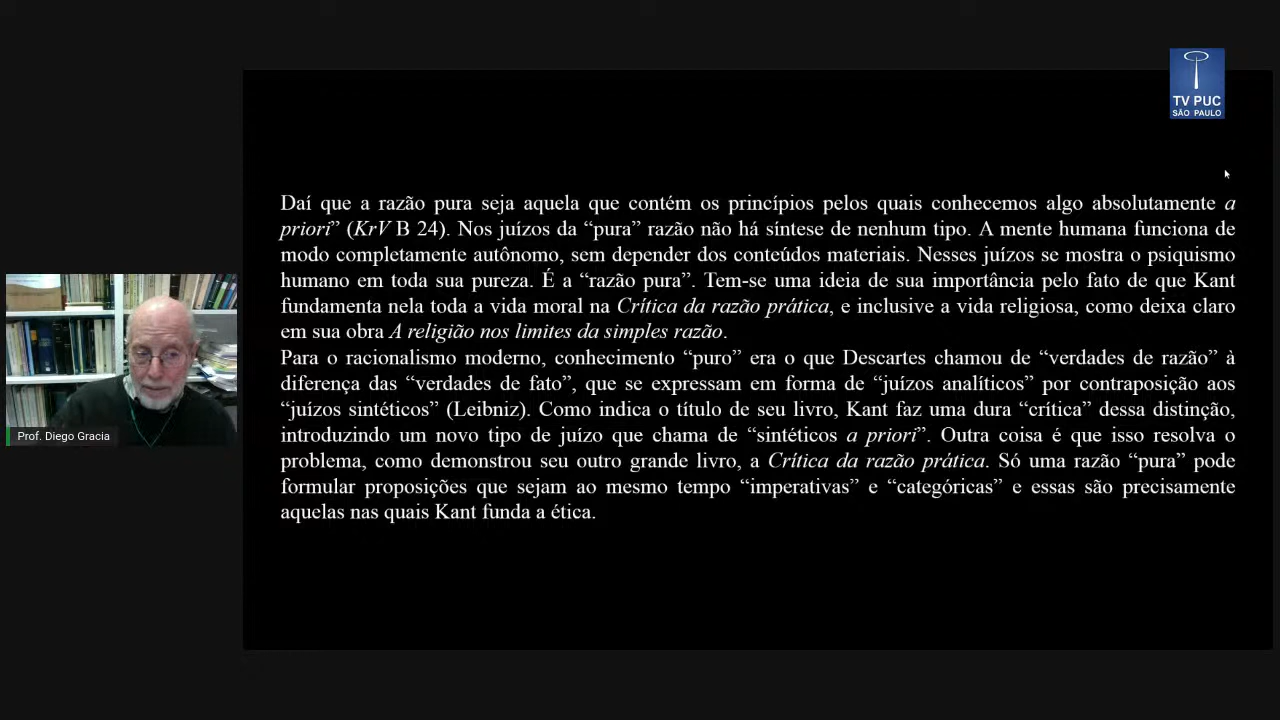 TV PUC
SÃO PAULO
Daí que a razão pura seja aquela que contém os princípios pelos quais conhecemos algo absolutamente a
priori” (KrV B 24). Nos juízos da “pura” razão não há síntese de nenhum tipo. A mente humana funciona de
modo completamente autônomo, sem depender dos conteúdos materiais. Nesses juízos se mostra o psiquismo
humano em toda sua pureza. É a “razão pura”. Tem-se uma ideia de sua importância pelo fato de que Kant
fundamenta nela toda a vida moral na Crítica da razão prática, e inclusive a vida religiosa, como deixa claro
em sua obra A religião nos limites da simples razão.
Para o racionalismo moderno, conhecimento “puro” era o que Descartes chamou de “verdades de razão” à
diferença das “verdades de fato”, que se expressam em forma de “juízos analíticos” por contraposição aos
“juízos sintéticos” (Leibniz). Como indica o título de seu livro, Kant faz uma dura “crítica” dessa distinção,
introduzindo um novo tipo de juízo que chama de “sintéticos a priori”. Outra coisa é que isso resolva o
problema, como demonstrou seu outro grande livro, a Crítica da razão prática. Só uma razão “pura” pode
formular proposições que sejam ao mesmo tempo “imperativas” e “categóricas” e essas são precisamente
aquelas nas quais Kant funda a ética.
Prof. Diego Gracia